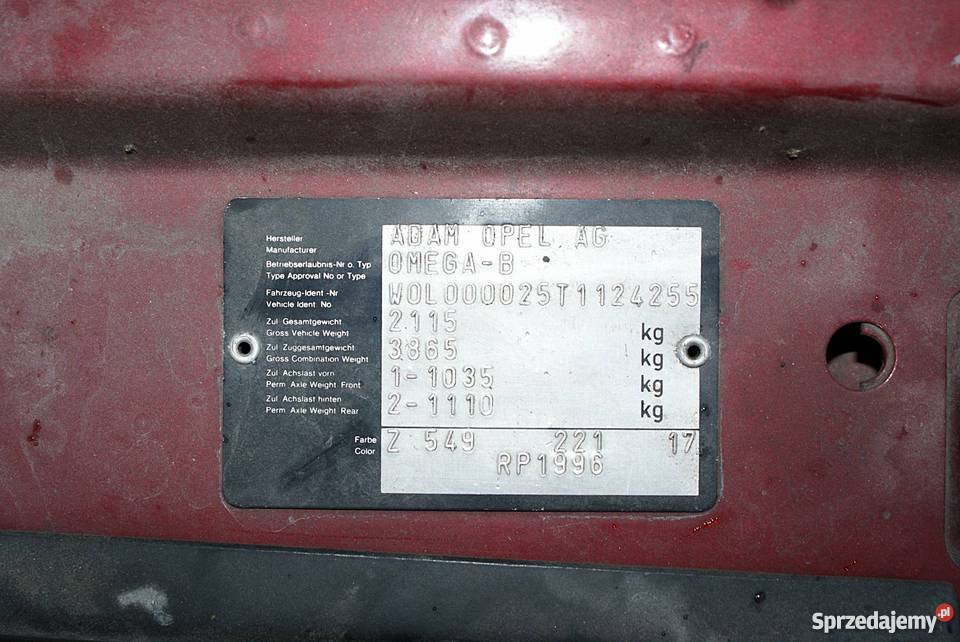 Hersteller
Manufacturer
ADAM OPEL AG
Betriebserlaubnis-Nr o. Typ
Type Approval No or Type
OMEGA-B
Fahrzeug-Ident -Nr
Vehicle Ident No
W0L000025T1124255
Zul Gesamtgewicht
Gross Vehicle Weight
2115 kg
Zul Zuggesamtgewicht
Gross Combination Weight
3865 kg
Zul Achslast vorn
Perm Axle Weight Front
1-1035 kg
Zul Achslast hinten
Perm Axle Weight Rear
2-1110 kg
Farbe
Color
Z 549 221 17
RP1996
Sprzedajemy.pl